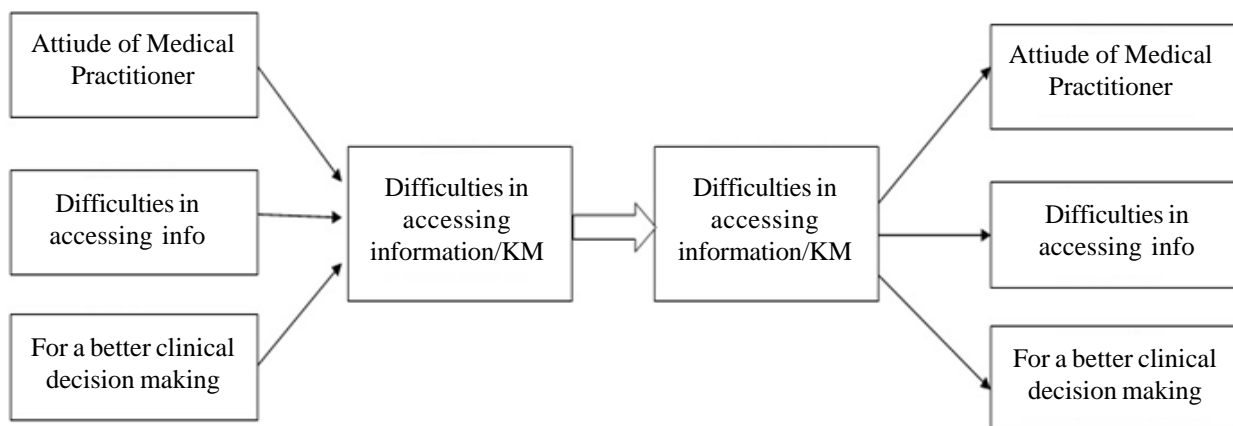 Attiude of Medical
Practitioner
Difficulties in
accessing info
For a better clinical
decision making
Difficulties in
accessing
information/KM
Difficulties in
accessing
information/KM
Attiude of Medical
Practitioner
Difficulties in
accessing info
For a better clinical
decision making